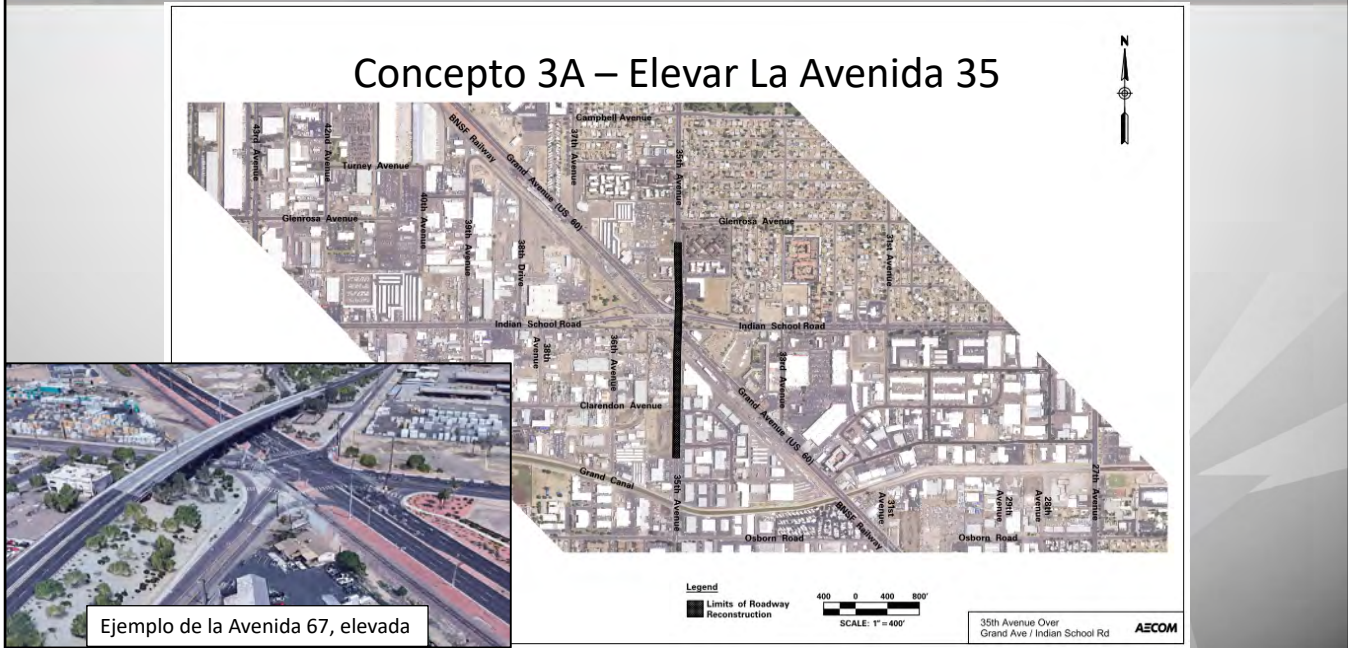 Concepto 3A – Elevar La Avenida 35
N
Campbell Avenue
BNSF Railway
43rd Avenue
42nd Avenue
37th Avenue
35th Avenue
Turney Avenue
Grand Avenue (US 60)
40th Avenue
39th Avenue
Glenrosa Avenue
Glenrosa Avenue
38th Drive
31st Avenue
Indian School Road
Indian School Road
38th Avenue
36th Avenue
33rd Avenue
Clarendon Avenue
Grand Avenue (US 60)
Grand Canal
35th Avenue
27th Avenue
31st Avenue
29th Avenue
28th Avenue
BNSF Railway
Osborn Road
Osborn Road
Legend
Limits of Roadway
Reconstruction
400 0 400 800'
SCALE: 1" = 400'
35th Avenue Over
Grand Ave / Indian School Rd
AECOM
Ejemplo de la Avenida 67, elevada